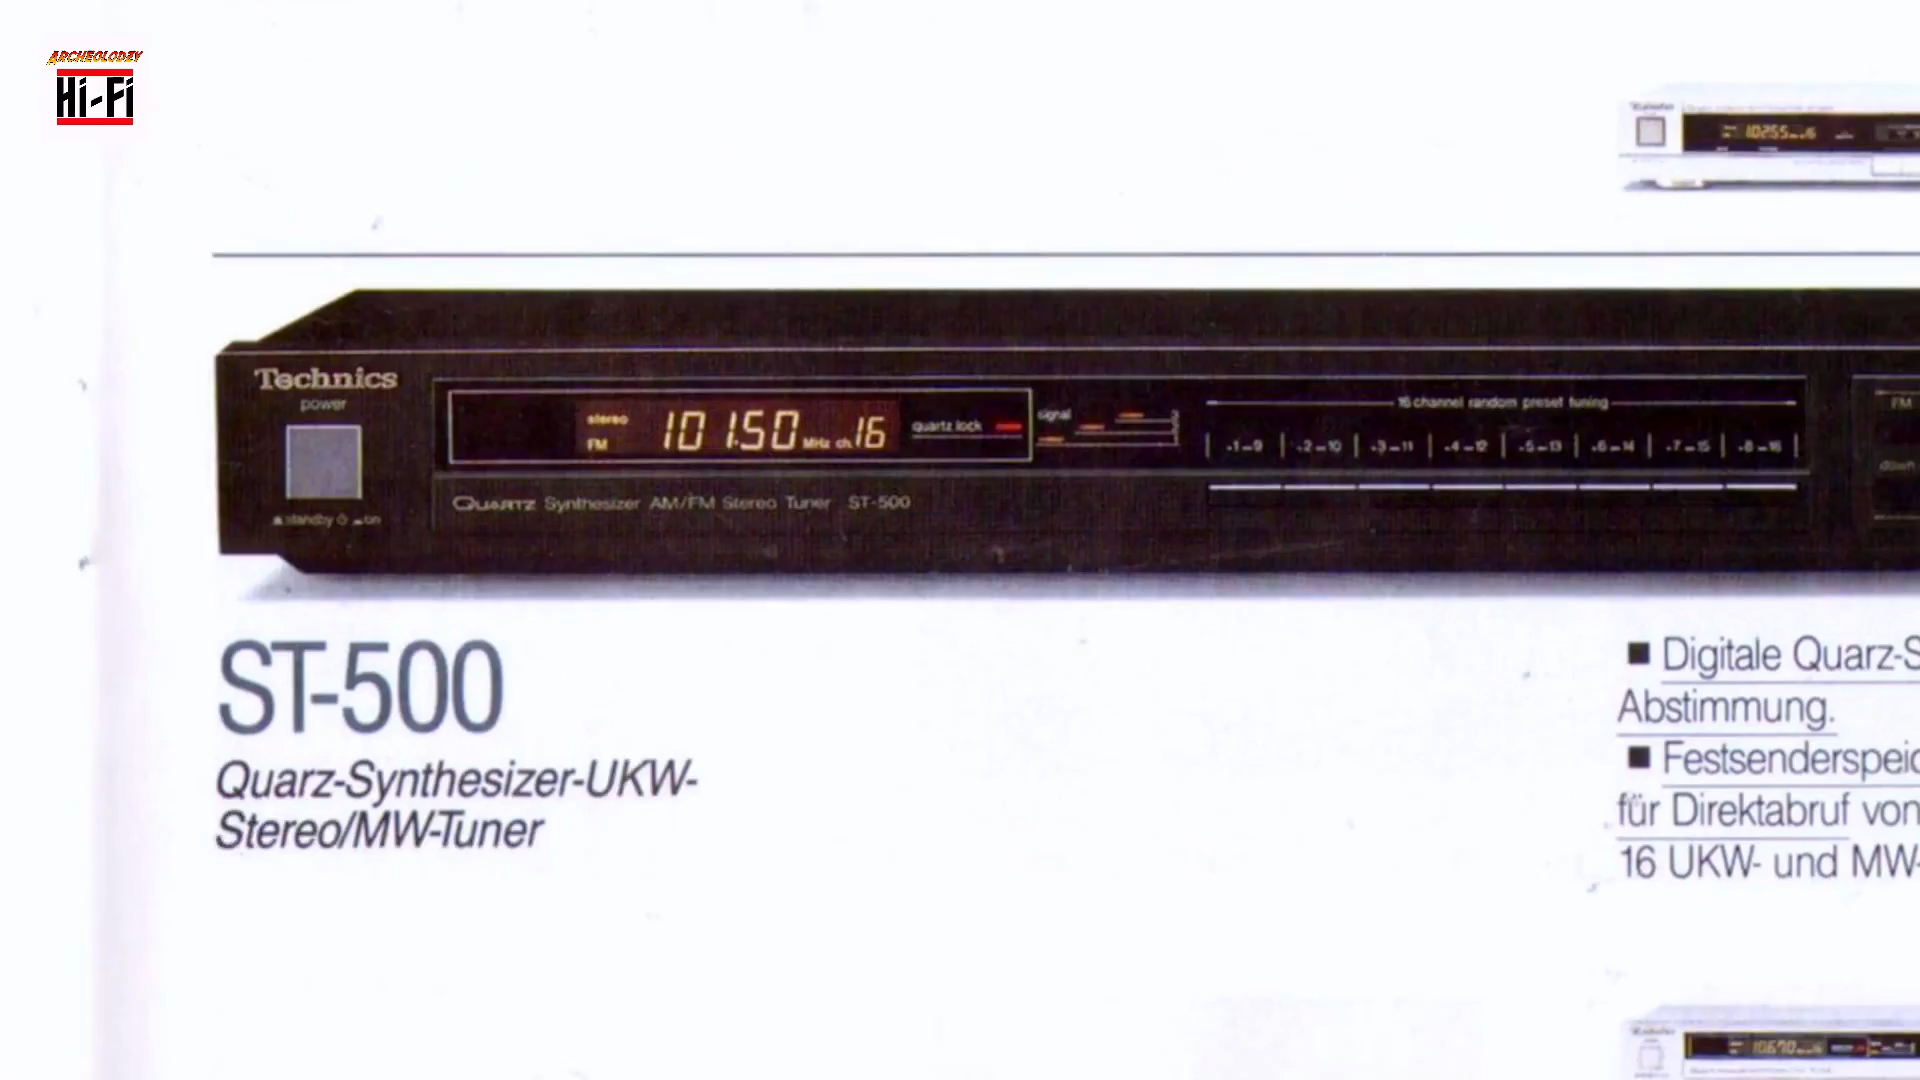 ARCHEOLODZY
Hi-Fi
Technics
power
standby on
stereo
FM
101.50 MHz ch. 16
quartz lock
signal
16 channel random preset tuning
1-9 2-10 3-11 4-12 5-13 6-14 7-15 8-16
FM
down
QUARTZ Synthesizer AM/FM Stereo Tuner ST-500
ST-500
Quarz-Synthesizer-UKW-
Stereo/MW-Tuner
■ Digitale Quarz-S
Abstimmung.
■ Festsenderspeic
für Direktabruf von
16 UKW- und MW-